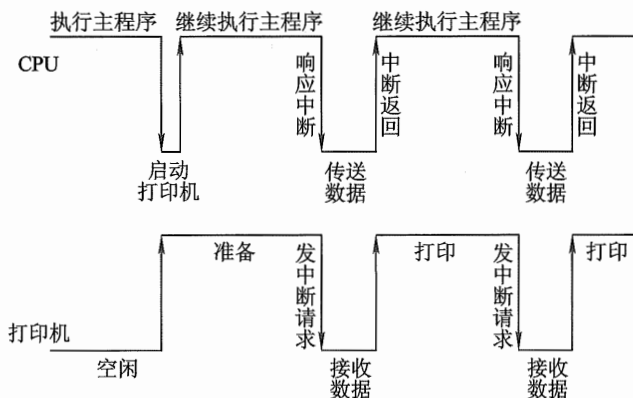 执行主程序
继续执行主程序
继续执行主程序
CPU
响应中断
中断返回
响应中断
中断返回
启动
打印机
传送
数据
传送
数据
准备
发中断请求
打印
发中断请求
打印
打印机
空闲
接收
数据
接收
数据